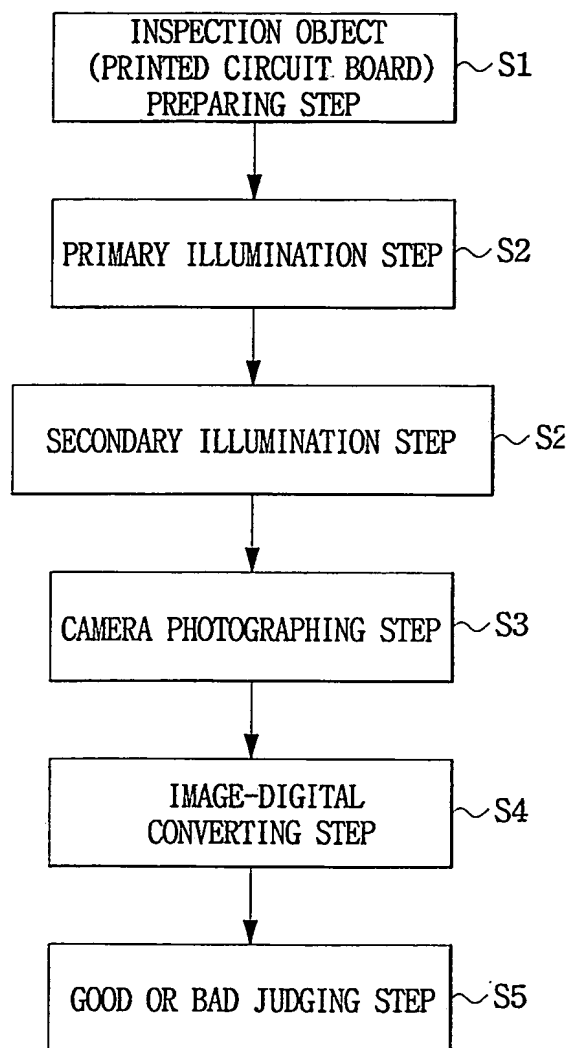 INSPECTION OBJECT
(PRINTED CIRCUIT BOARD)
PREPARING STEP
S1
PRIMARY ILLUMINATION STEP
S2
SECONDARY ILLUMINATION STEP
S2
CAMERA PHOTOGRAPHING STEP
S3
IMAGE-DIGITAL
CONVERTING STEP
S4
GOOD OR BAD JUDGING STEP
S5